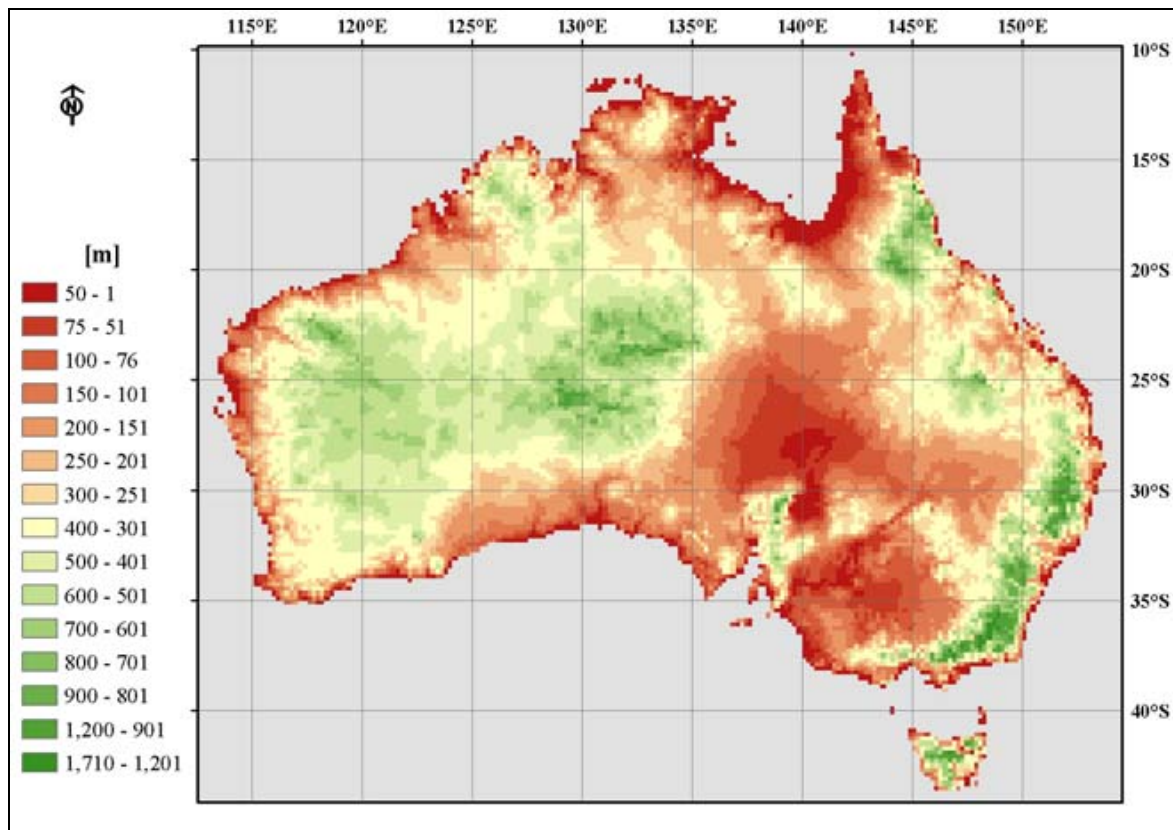 115°E 120°E 125°E 130°E 135°E 140°E 145°E 150°E
10°S
N
15°S
[m]
20°S
50 - 1
75 - 51
100 - 76
25°S
150 - 101
200 - 151
250 - 201
300 - 251
30°S
400 - 301
500 - 401
600 - 501
35°S
700 - 601
800 - 701
900 - 801
40°S
1,200 - 901
1,710 - 1,201